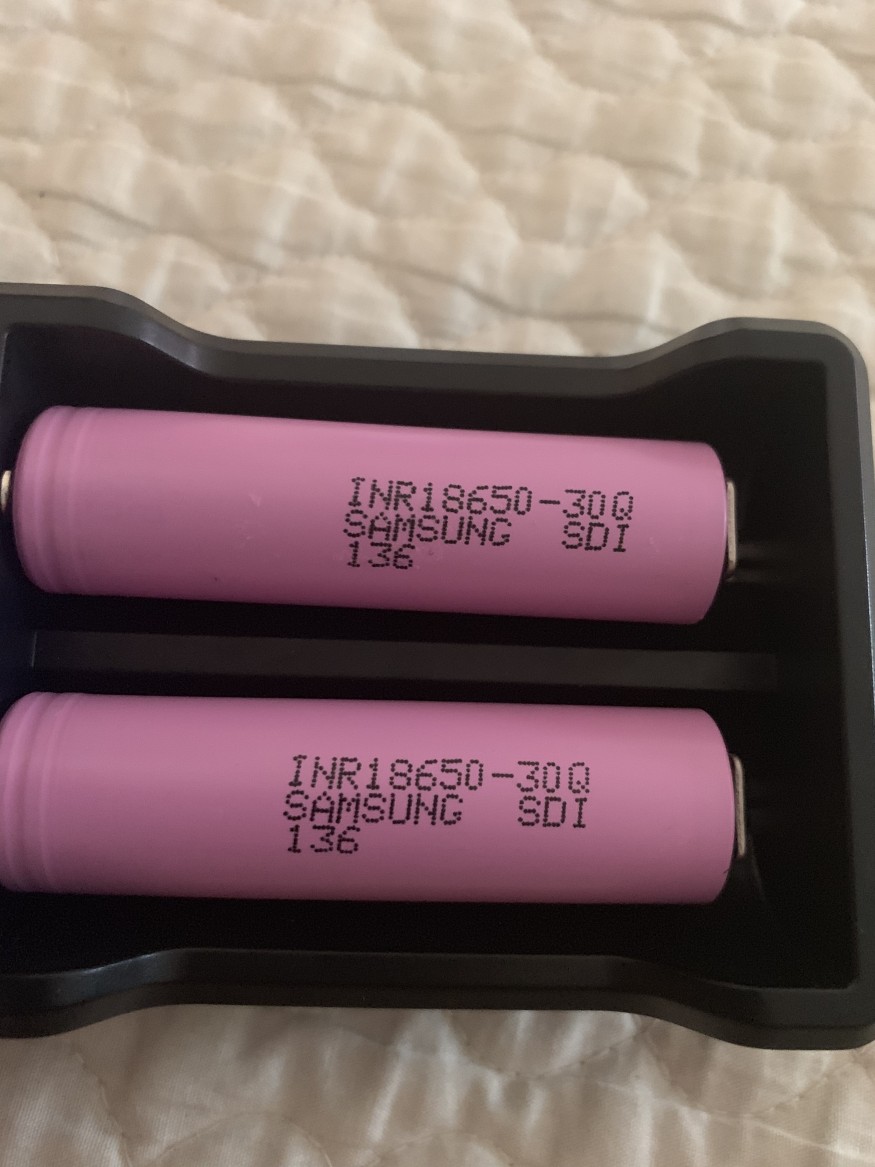 INR18650-30Q
SAMSUNG SDI
136
INR18650-30Q
SAMSUNG SDI
136